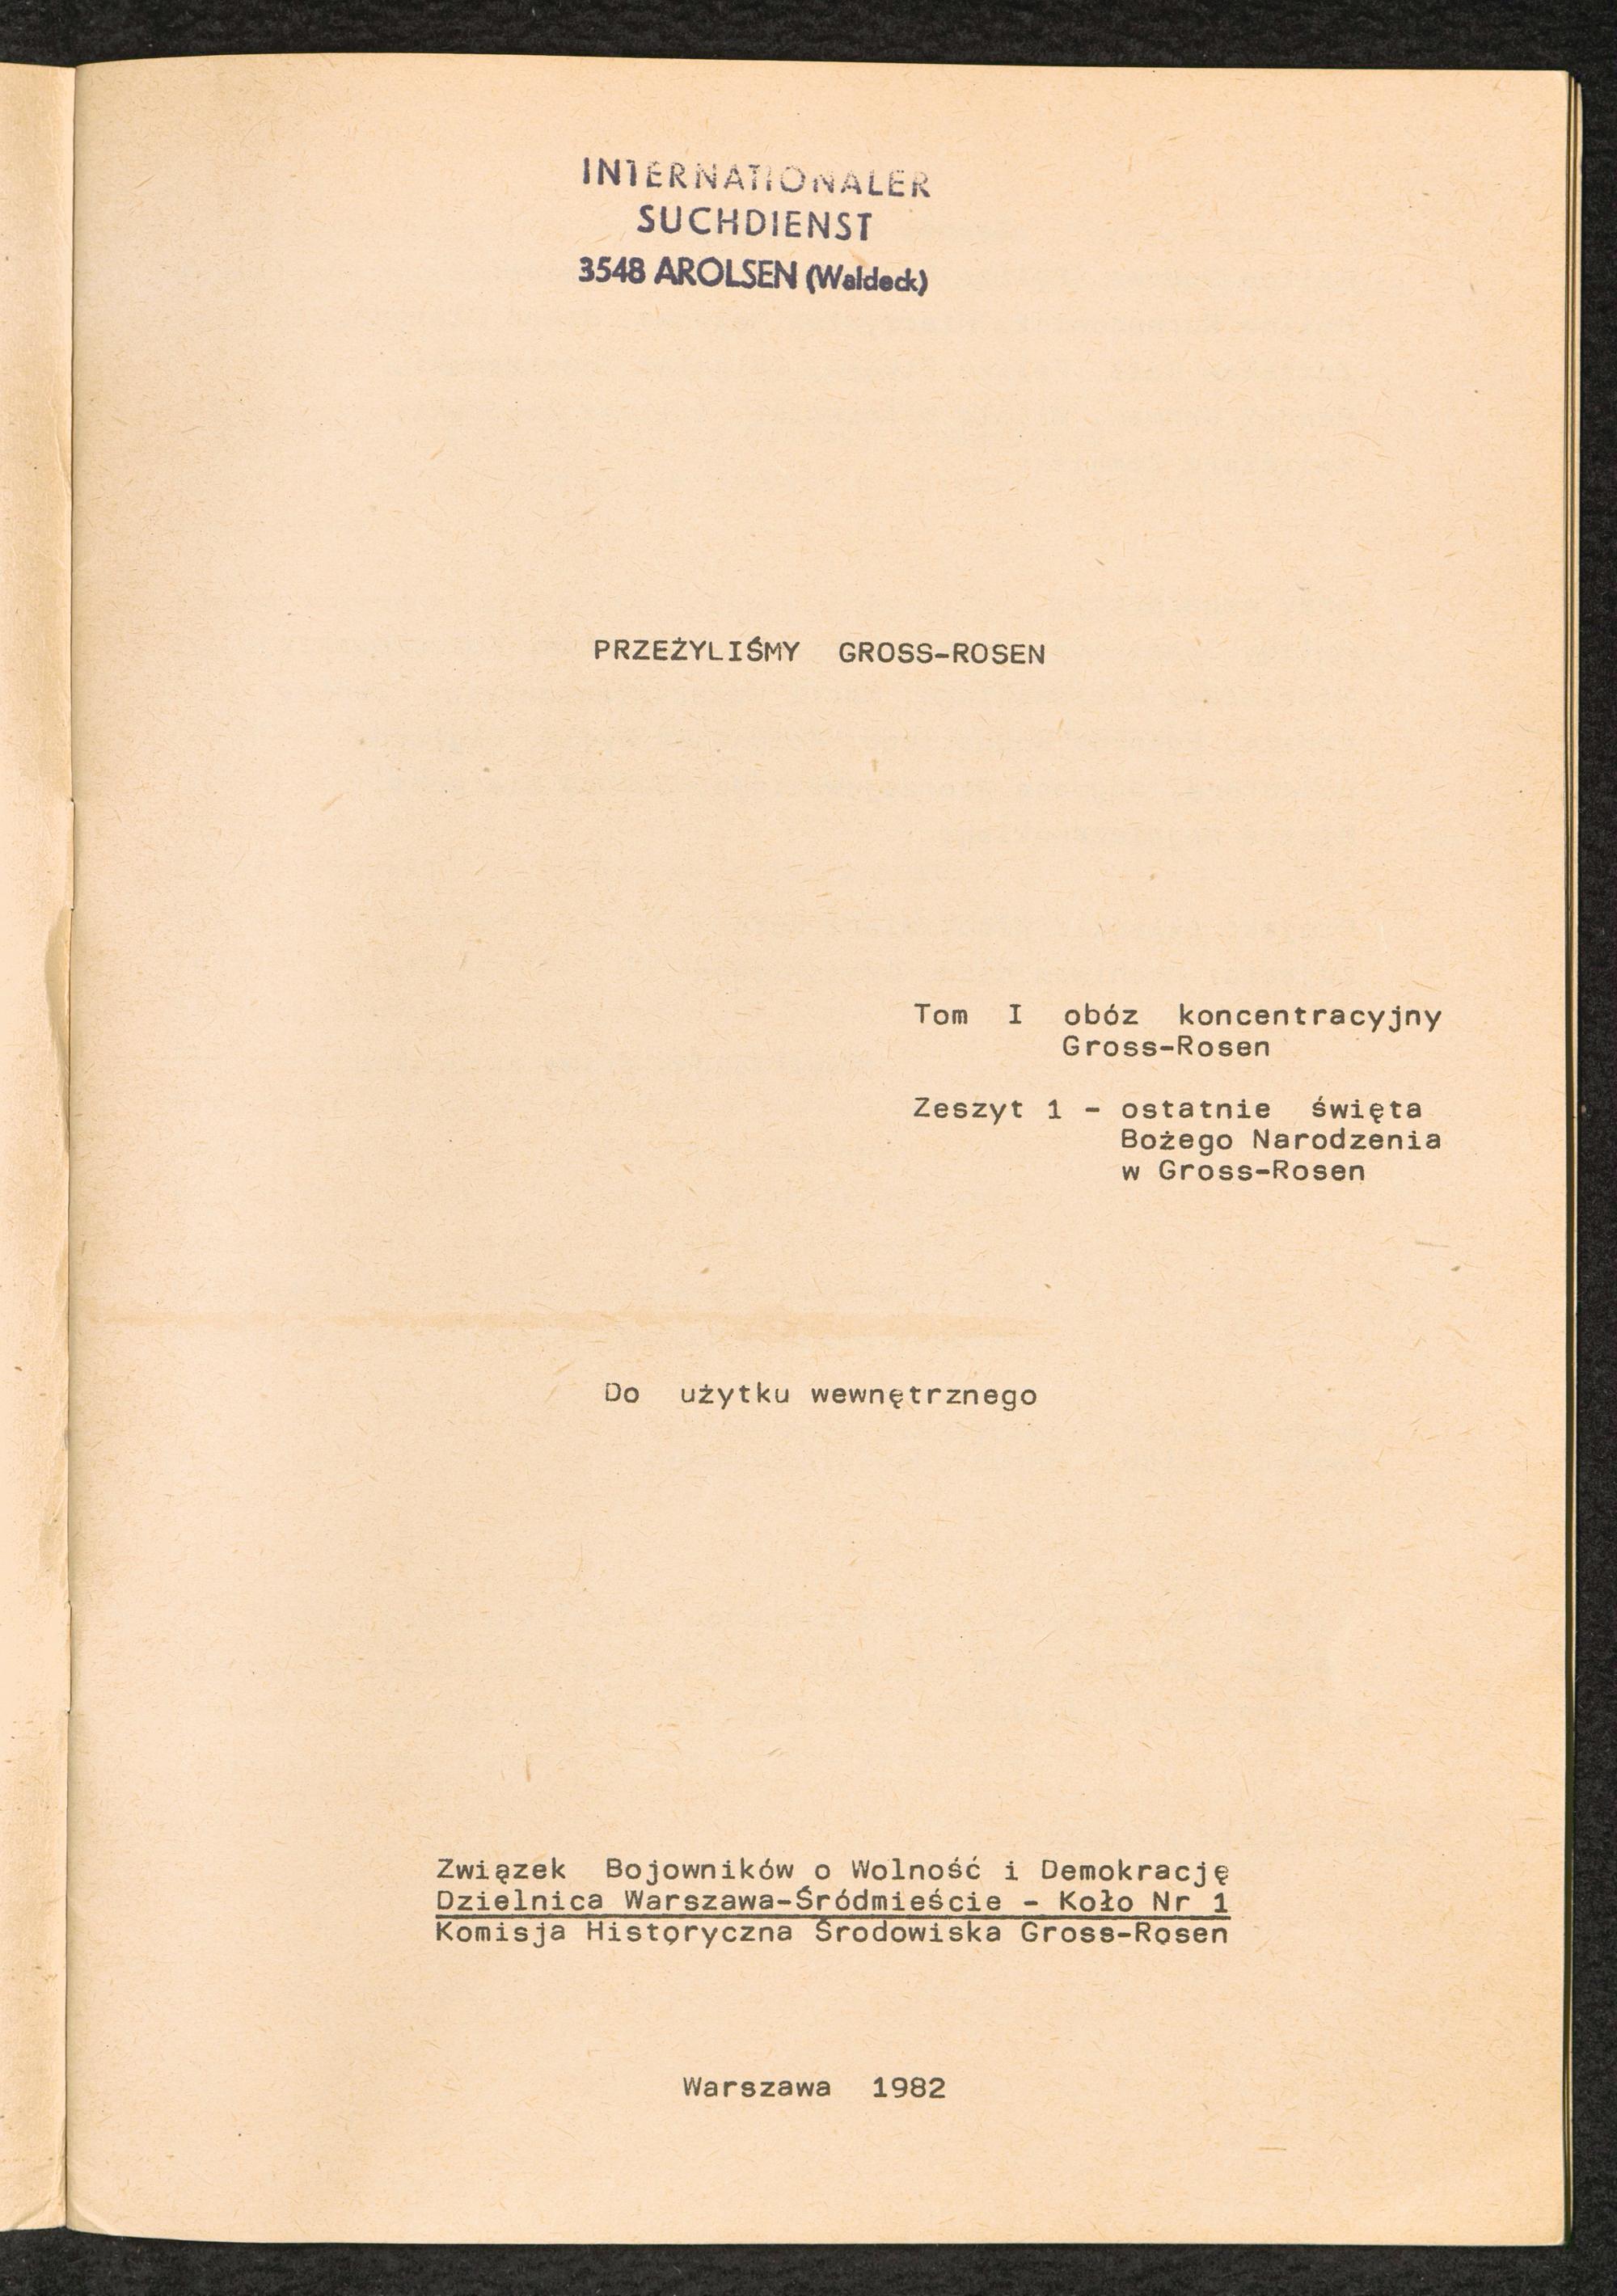 INTERNATIONALER
SUCHDIENST
3548 AROLSEN (Waldeck)
PRZEŻYLIŚMY GROSS-ROSEN
Tom I obóz koncentracyjny
Gross-Rosen
Zeszyt 1 - ostatnie święta
Bożego Narodzenia
w Gross-Rosen
Do użytku wewnętrznego
Związek Bojowników o Wolność i Demokrację
Dzielnica Warszawa-Śródmieście - Koło Nr 1
Komisja Historyczna Środowiska Gross-Rosen
Warszawa 1982